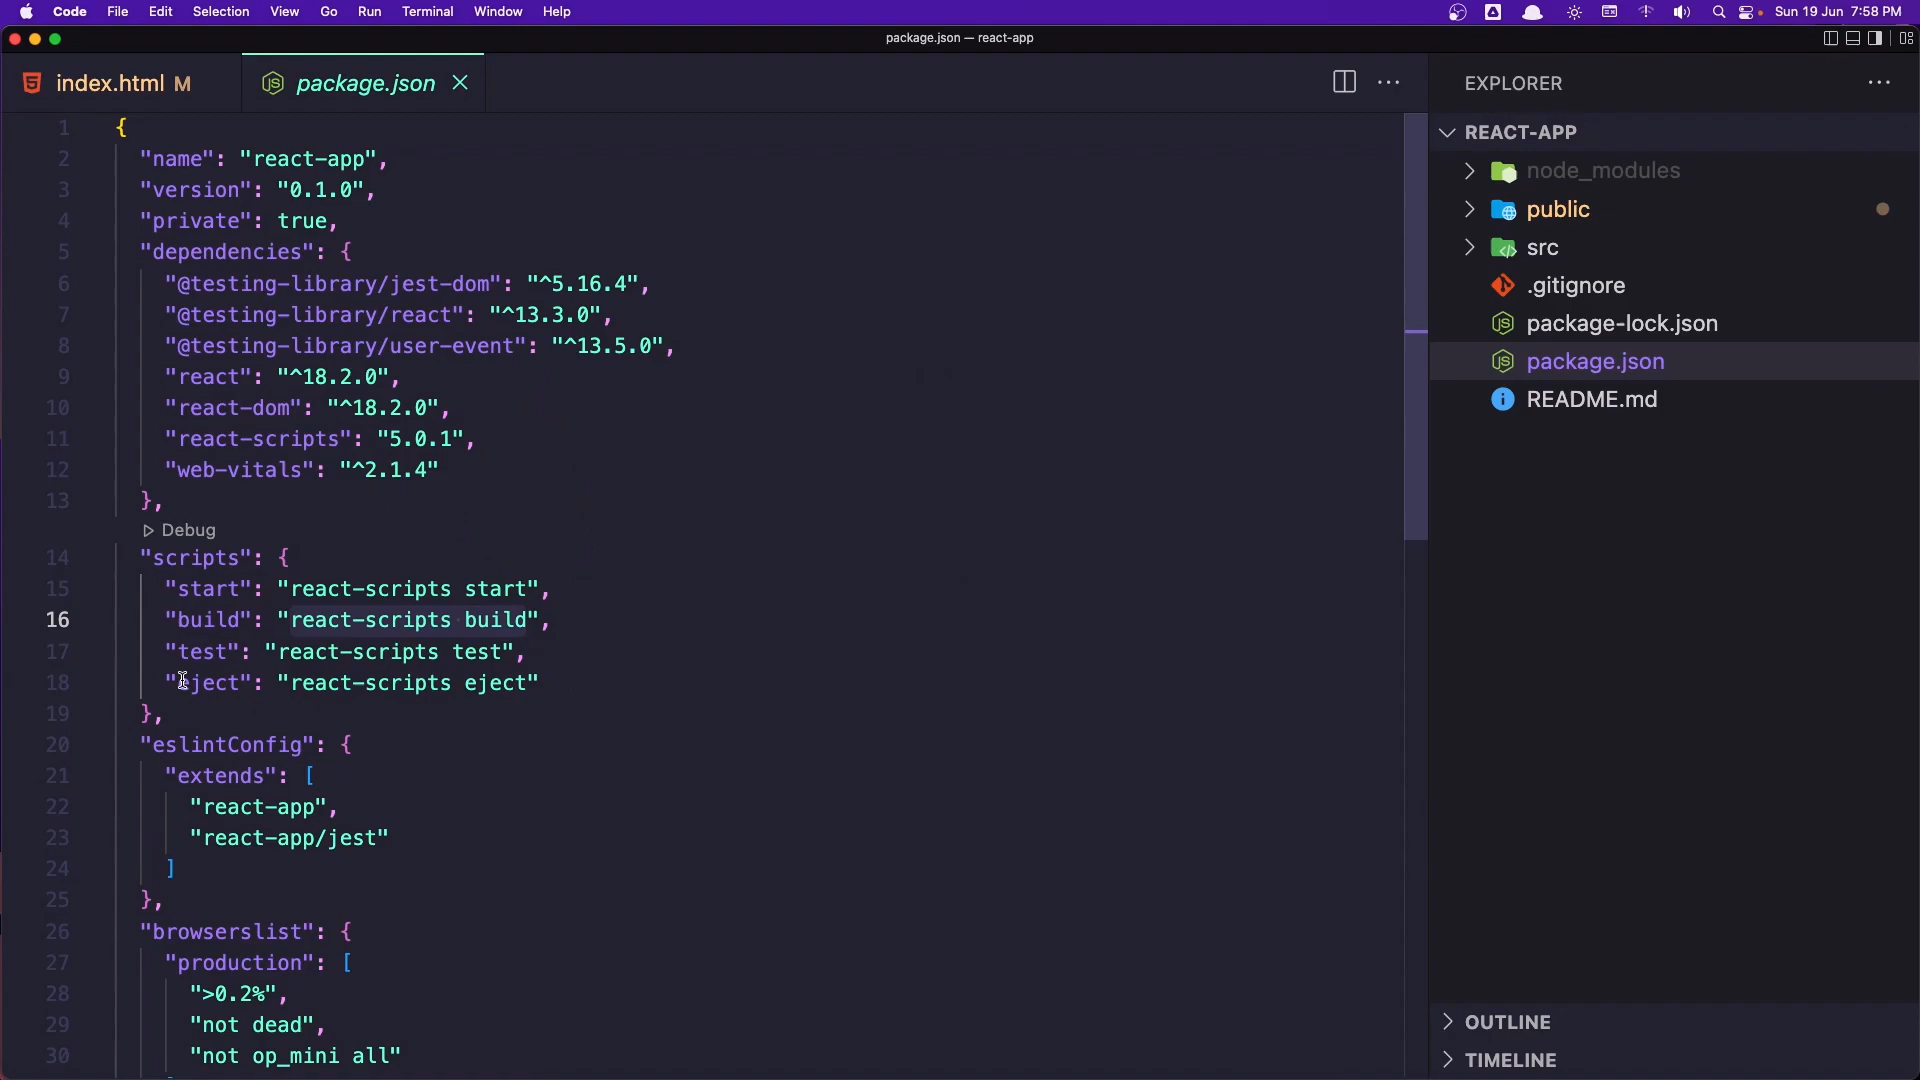 Code File Edit Selection View Go Run Terminal Window Help Sun 19 Jun 7:58 PM
package.json — react-app
index.html M package.json
1 {
2 "name": "react-app",
3 "version": "0.1.0",
4 "private": true,
5 "dependencies": {
6 "@testing-library/jest-dom": "^5.16.4",
7 "@testing-library/react": "^13.3.0",
8 "@testing-library/user-event": "^13.5.0",
9 "react": "^18.2.0",
10 "react-dom": "^18.2.0",
11 "react-scripts": "5.0.1",
12 "web-vitals": "^2.1.4"
13 },
Debug
14 "scripts": {
15 "start": "react-scripts start",
16 "build": "react-scripts build",
17 "test": "react-scripts test",
18 "eject": "react-scripts eject"
19 },
20 "eslintConfig": {
21 "extends": [
22 "react-app",
23 "react-app/jest"
24 ]
25 },
26 "browserslist": {
27 "production": [
28 ">0.2%",
29 "not dead",
30 "not op_mini all"
EXPLORER
REACT-APP
node_modules
public
src
.gitignore
package-lock.json
package.json
README.md
OUTLINE
TIMELINE